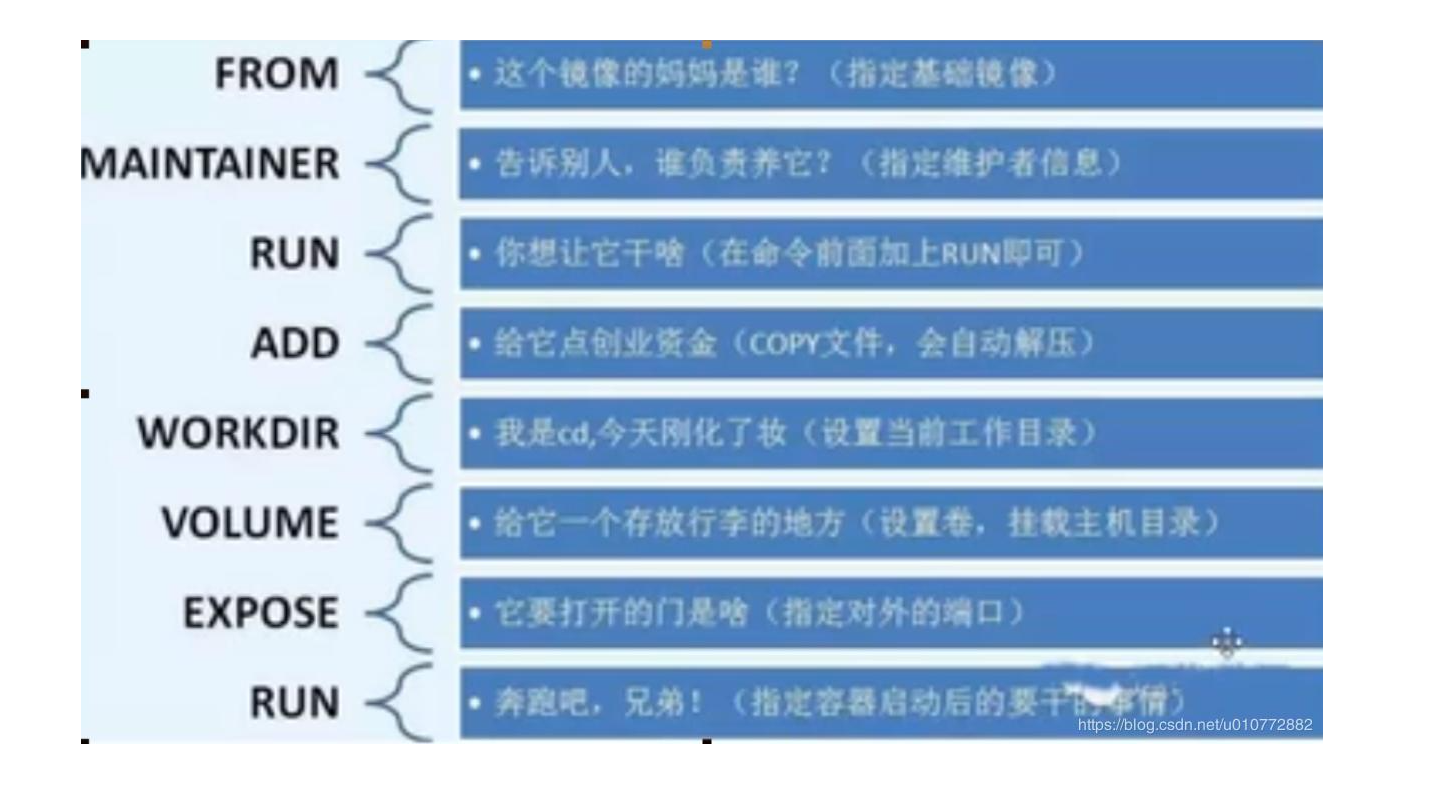 FROM
• 这个镜像的妈妈是谁？（指定基础镜像）
MAINTAINER
• 告诉别人，谁负责养它？（指定维护者信息）
RUN
• 你想让它干啥（在命令前面加上RUN即可）
ADD
• 给它点创业资金（COPY文件，会自动解压）
WORKDIR
• 我是cd,今天刚化了妆（设置当前工作目录）
VOLUME
• 给它一个存放行李的地方（设置卷，挂载主机目录）
EXPOSE
• 它要打开的门是啥（指定对外的端口）
RUN
• 奔跑吧，兄弟！（指定容器启动后的要干的事情）
https://blog.csdn.net/u010772882